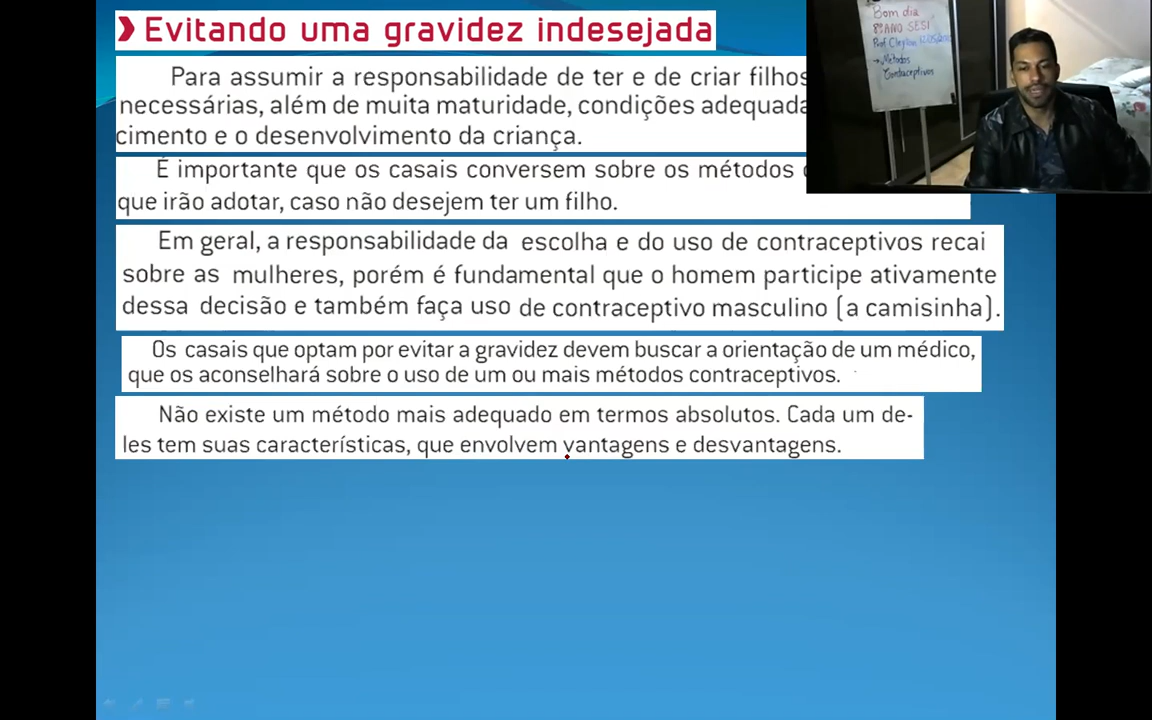 Evitando uma gravidez indesejada
Para assumir a responsabilidade de ter e de criar filhos
necessárias, além de muita maturidade, condições
cimento e o desenvolvimento da criança.
É importante que os casais conversem sobre os métodos
que irão adotar, caso não desejem ter um filho.
Em geral, a responsabilidade da escolha e do uso de contraceptivos recai
sobre as mulheres, porém é fundamental que o homem participe ativamente
dessa decisão e também faça uso de contraceptivo masculino (a camisinha).
Os casais que optam por evitar a gravidez devem buscar a orientação de um médico,
que os aconselhará sobre o uso de um ou mais métodos contraceptivos.
Não existe um método mais adequado em termos absolutos. Cada um de-
les tem suas características, que envolvem vantagens e desvantagens.
Bom dia
8º ANO SESI
Prof
→ Métodos
Contraceptivos